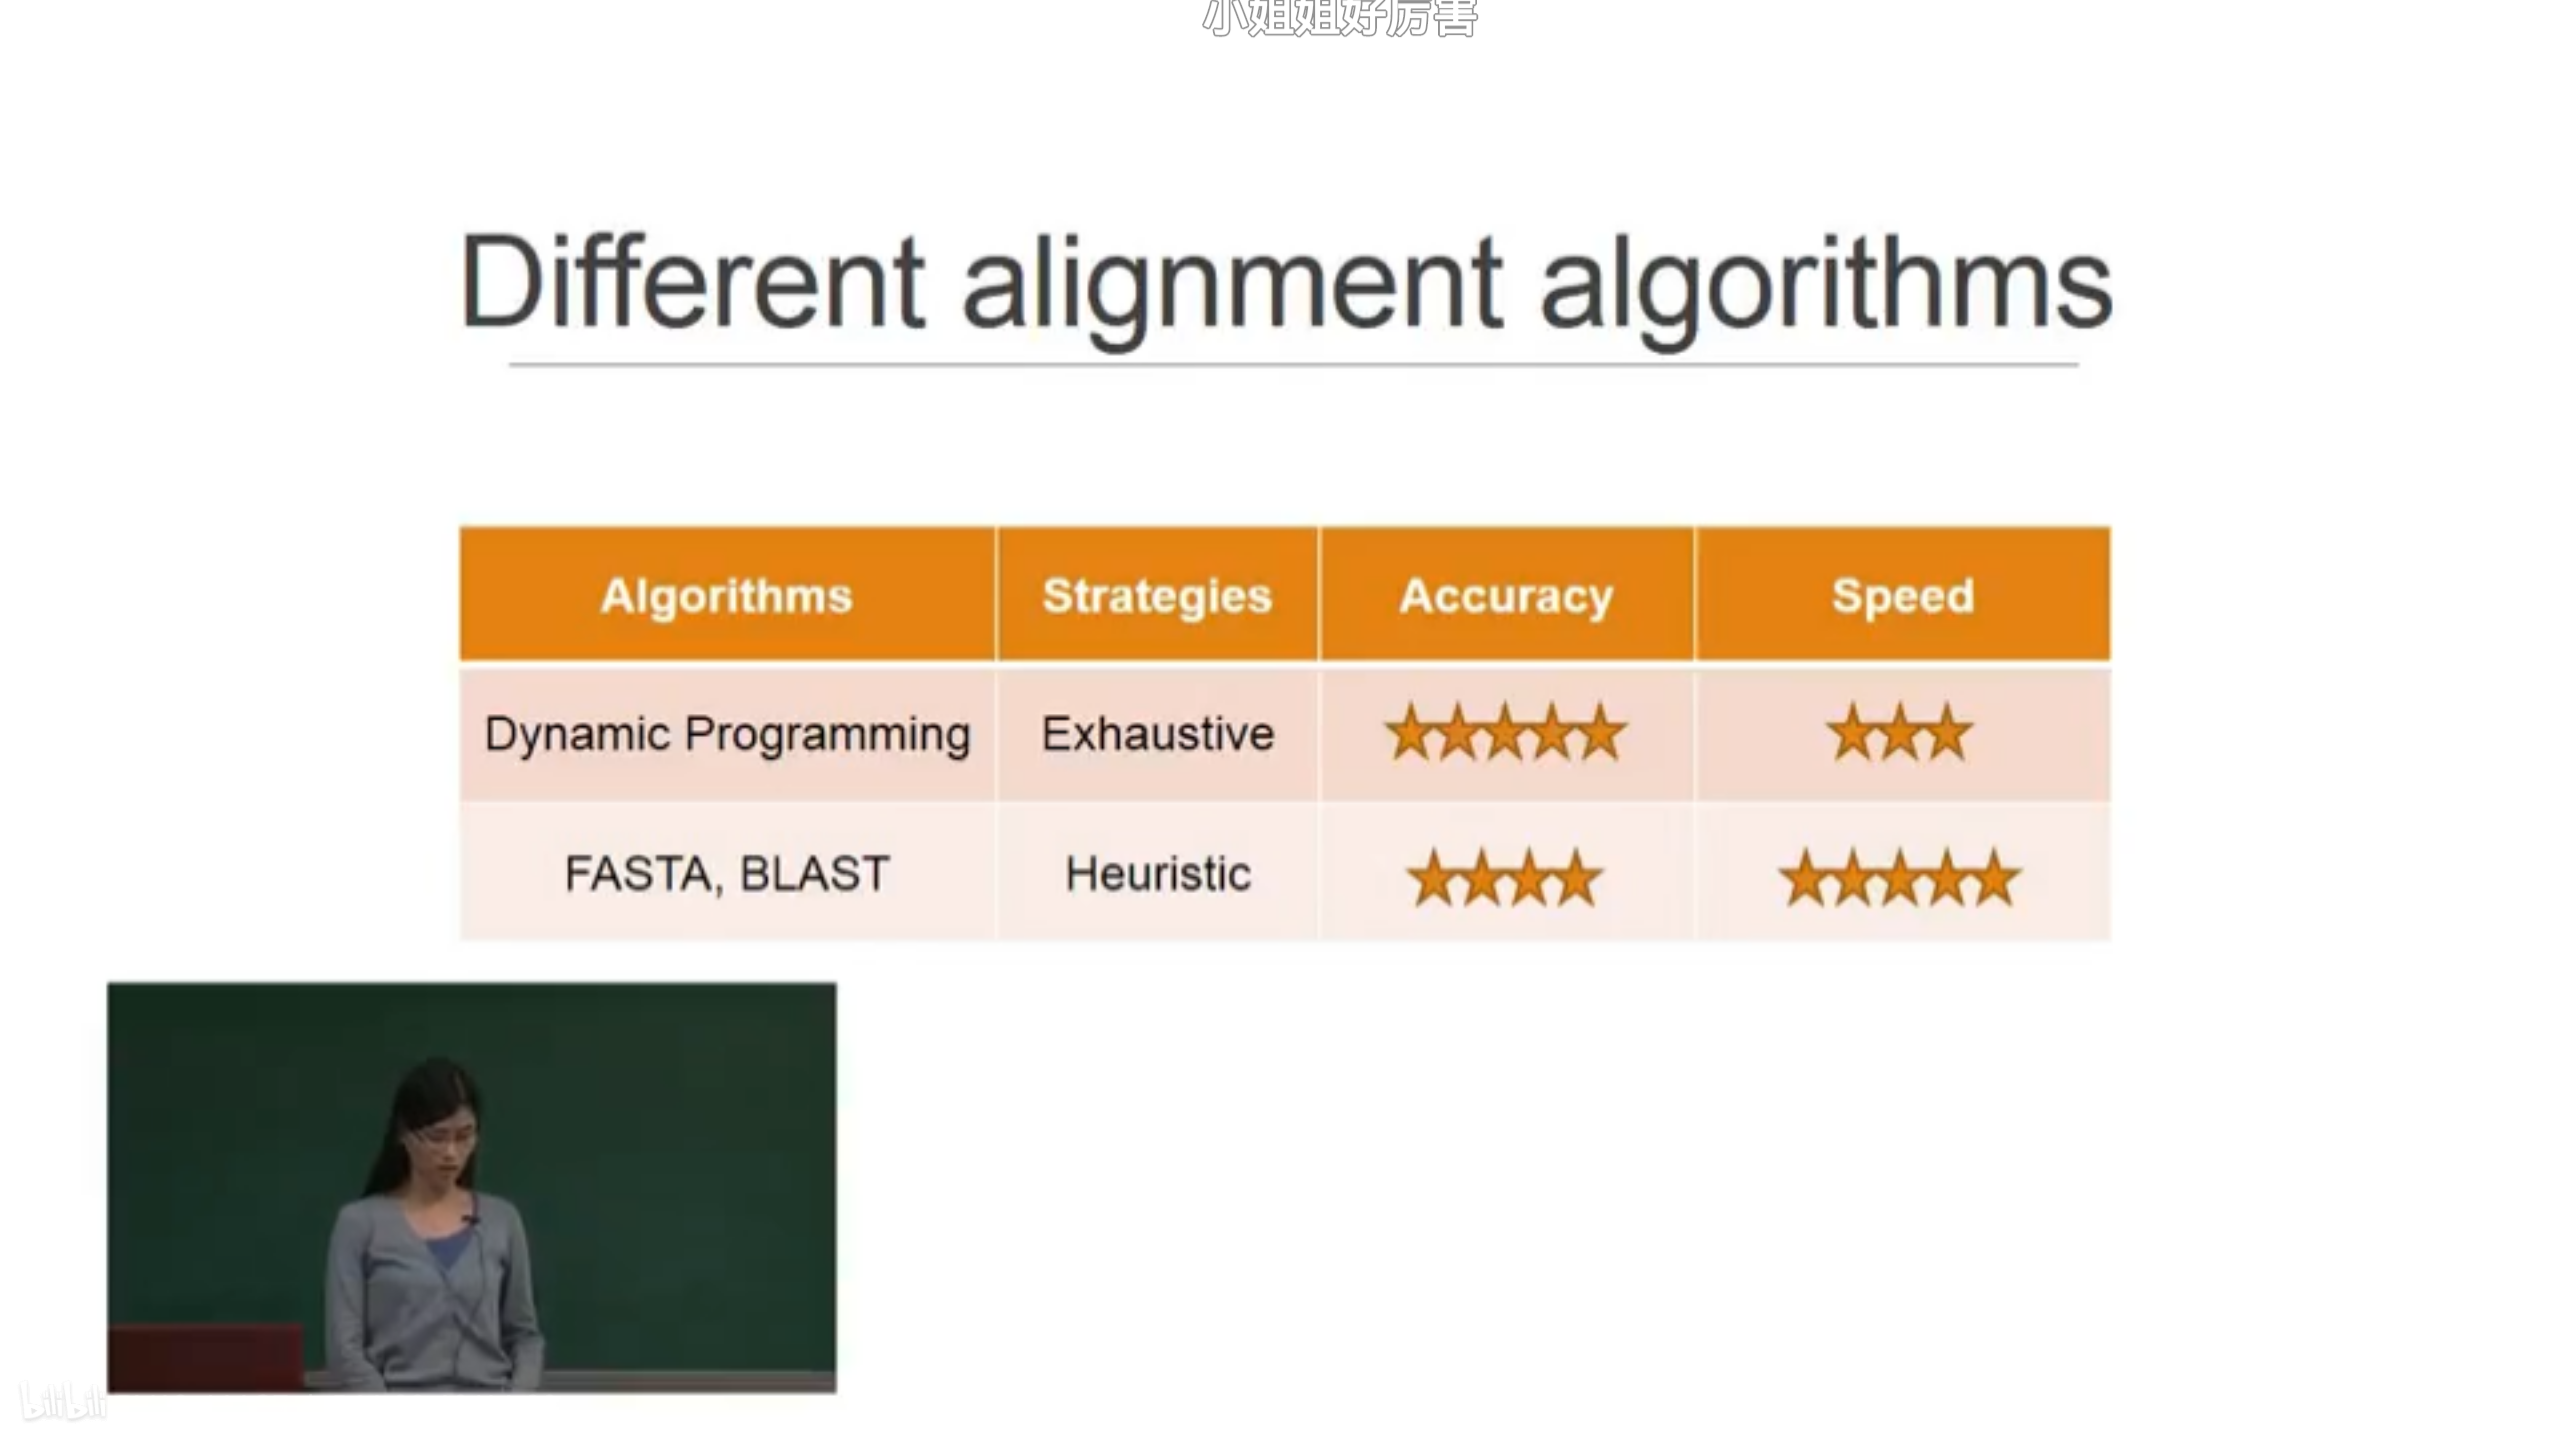 小姐姐好厉害
Different alignment algorithms
Algorithms Strategies Accuracy Speed
Dynamic Programming Exhaustive ★★★★★ ★★★
FASTA, BLAST Heuristic ★★★★ ★★★★★
bilibili